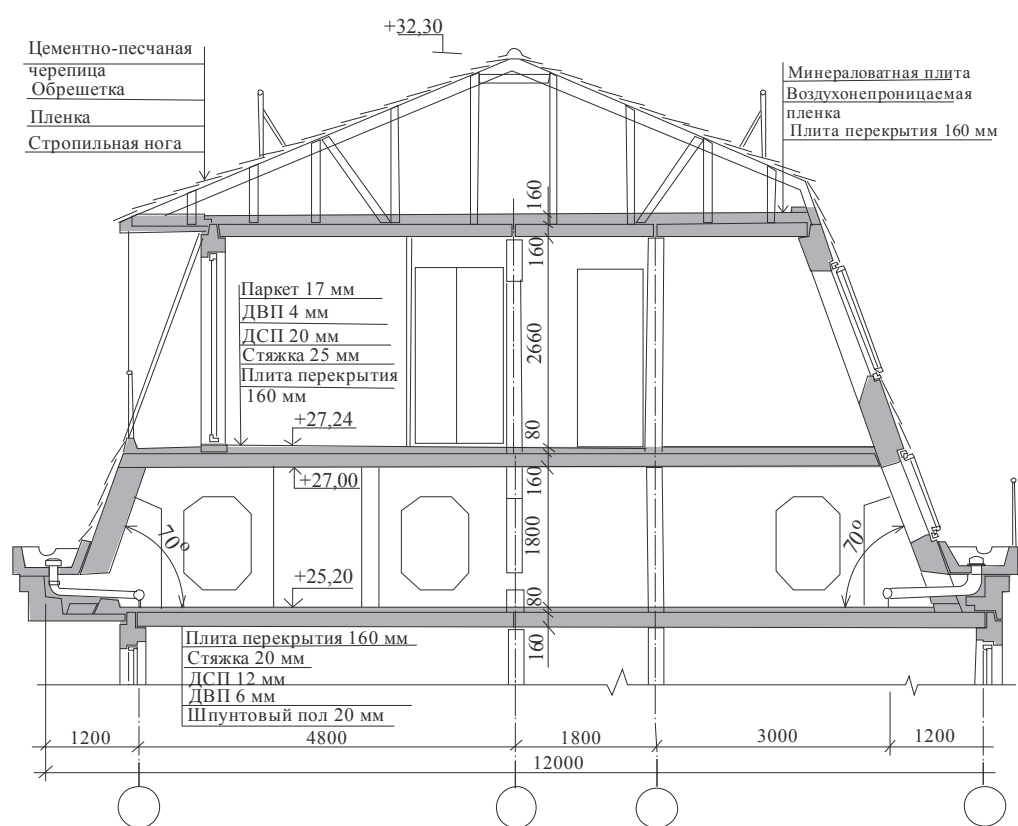 +32,30
Цементно-песчаная
черепица
Обрешетка
Пленка
Стропильная нога
Минераловатная плита
Воздухонепроницаемая
пленка
Плита перекрытия 160 мм
160
160
Паркет 17 мм
ДВП 4 мм
ДСП 20 мм
Стяжка 25 мм
Плита перекрытия
160 мм
2660
+27,24
80
+27,00
160
1800
70°
70°
+25,20
80
160
Плита перекрытия 160 мм
Стяжка 20 мм
ДСП 12 мм
ДВП 6 мм
Шпунтовый пол 20 мм
1200
4800
1800
3000
1200
12000